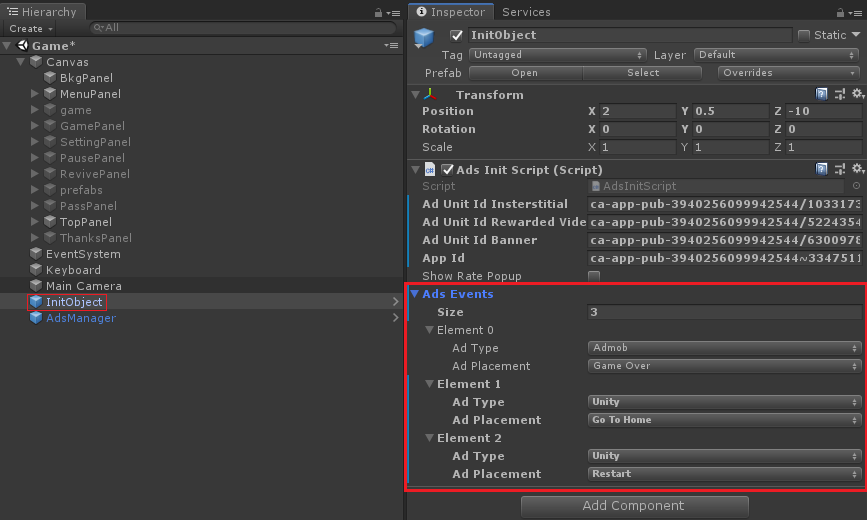 Hierarchy
Create
All
Game*
Canvas
BkgPanel
MenuPanel
game
GamePanel
SettingPanel
PausePanel
RevivePanel
prefabs
PassPanel
TopPanel
ThanksPanel
EventSystem
Keyboard
Main Camera
InitObject
AdsManager
Inspector Services
InitObject Static
Tag Untagged Layer Default
Prefab Open Select Overrides
Transform
Position X 2 Y 0.5 Z -10
Rotation X 0 Y 0 Z 0
Scale X 1 Y 1 Z 1
Ads Init Script (Script)
Script AdsInitScript
Ad Unit Id Insterstitial ca-app-pub-3940256099942544/1033173
Ad Unit Id Rewarded Vide ca-app-pub-3940256099942544/5224354
Ad Unit Id Banner ca-app-pub-3940256099942544/6300978
App Id ca-app-pub-3940256099942544~3347511
Show Rate Popup
Ads Events
Size 3
Element 0
Ad Type Admob
Ad Placement Game Over
Element 1
Ad Type Unity
Ad Placement Go To Home
Element 2
Ad Type Unity
Ad Placement Restart
Add Component